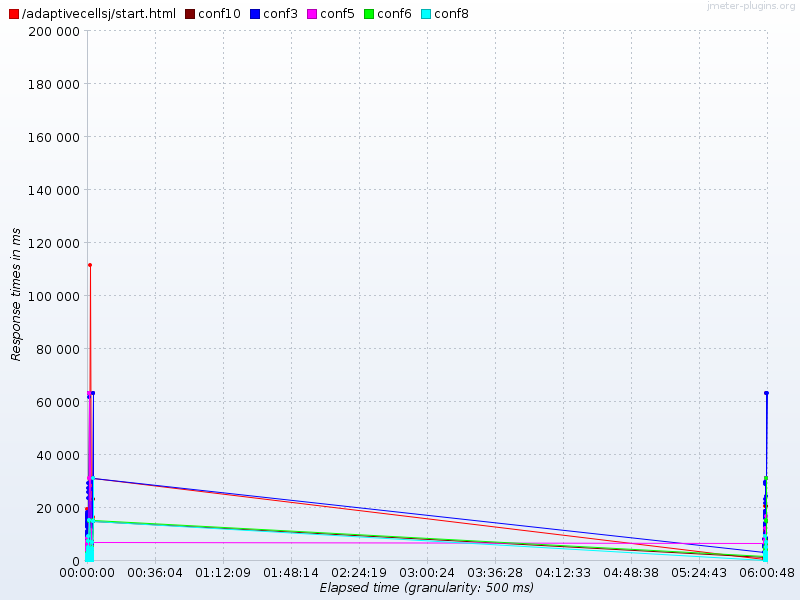 jmeter-plugins.org
/adaptivecellsj/start.html conf10 conf3 conf5 conf6 conf8
200 000
180 000
160 000
140 000
120 000
100 000
80 000
60 000
40 000
20 000
0
Response times in ms
00:00:00 00:36:04 01:12:09 01:48:14 02:24:19 03:00:24 03:36:28 04:12:33 04:48:38 05:24:43 06:00:48
Elapsed time (granularity: 500 ms)